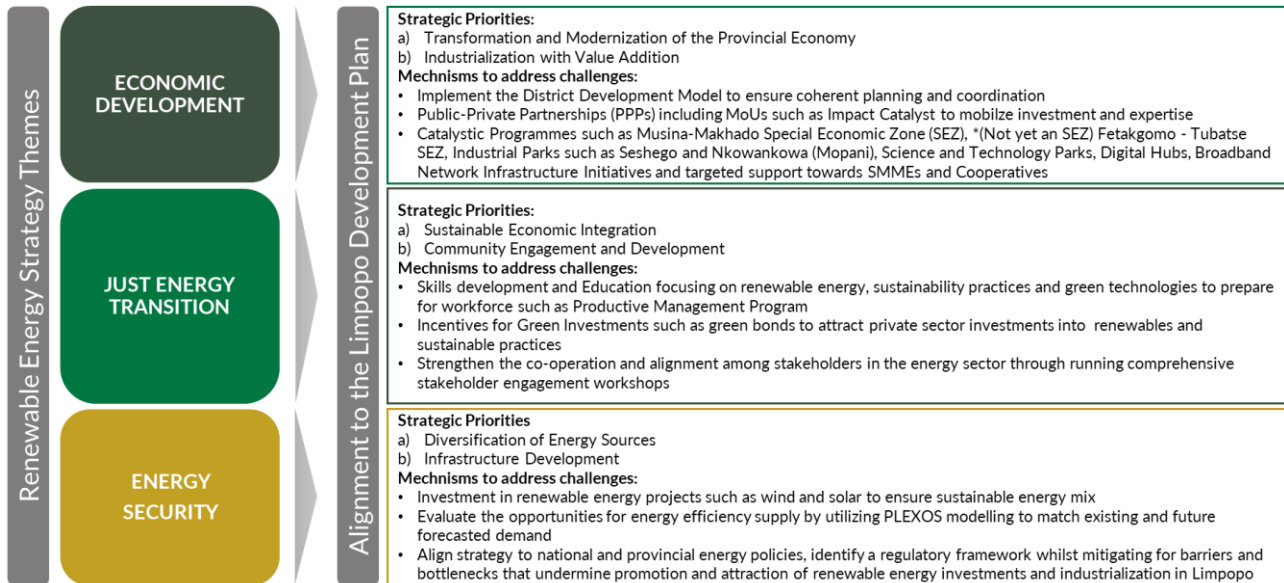 Renewable Energy Strategy Themes
ECONOMIC
DEVELOPMENT
JUST ENERGY
TRANSITION
ENERGY
SECURITY
Alignment to the Limpopo Development Plan
Strategic Priorities:
a) Transformation and Modernization of the Provincial Economy
b) Industrialization with Value Addition
Mechnisms to address challenges:
• Implement the District Development Model to ensure coherent planning and coordination
• Public-Private Partnerships (PPPs) including MoUs such as Impact Catalyst to mobilze investment and expertise
• Catalystic Programmes such as Musina-Makhado Special Economic Zone (SEZ), *(Not yet an SEZ) Fetakgomo - Tubatse
SEZ, Industrial Parks such as Seshego and Nkowankowa (Mopani), Science and Technology Parks, Digital Hubs, Broadband
Network Infrastructure Initiatives and targeted support towards SMMEs and Cooperatives
Strategic Priorities:
a) Sustainable Economic Integration
b) Community Engagement and Development
Mechnisms to address challenges:
• Skills development and Education focusing on renewable energy, sustainability practices and green technologies to prepare
for workforce such as Productive Management Program
• Incentives for Green Investments such as green bonds to attract private sector investments into renewables and
sustainable practices
• Strengthen the co-operation and alignment among stakeholders in the energy sector through running comprehensive
stakeholder engagement workshops
Strategic Priorities
a) Diversification of Energy Sources
b) Infrastructure Development
Mechnisms to address challenges:
• Investment in renewable energy projects such as wind and solar to ensure sustainable energy mix
• Evaluate the opportunities for energy efficiency supply by utilizing PLEXOS modelling to match existing and future
forecasted demand
• Align strategy to national and provincial energy policies, identify a regulatory framework whilst mitigating for barriers and
bottlenecks that undermine promotion and attraction of renewable energy investments and industrialization in Limpopo